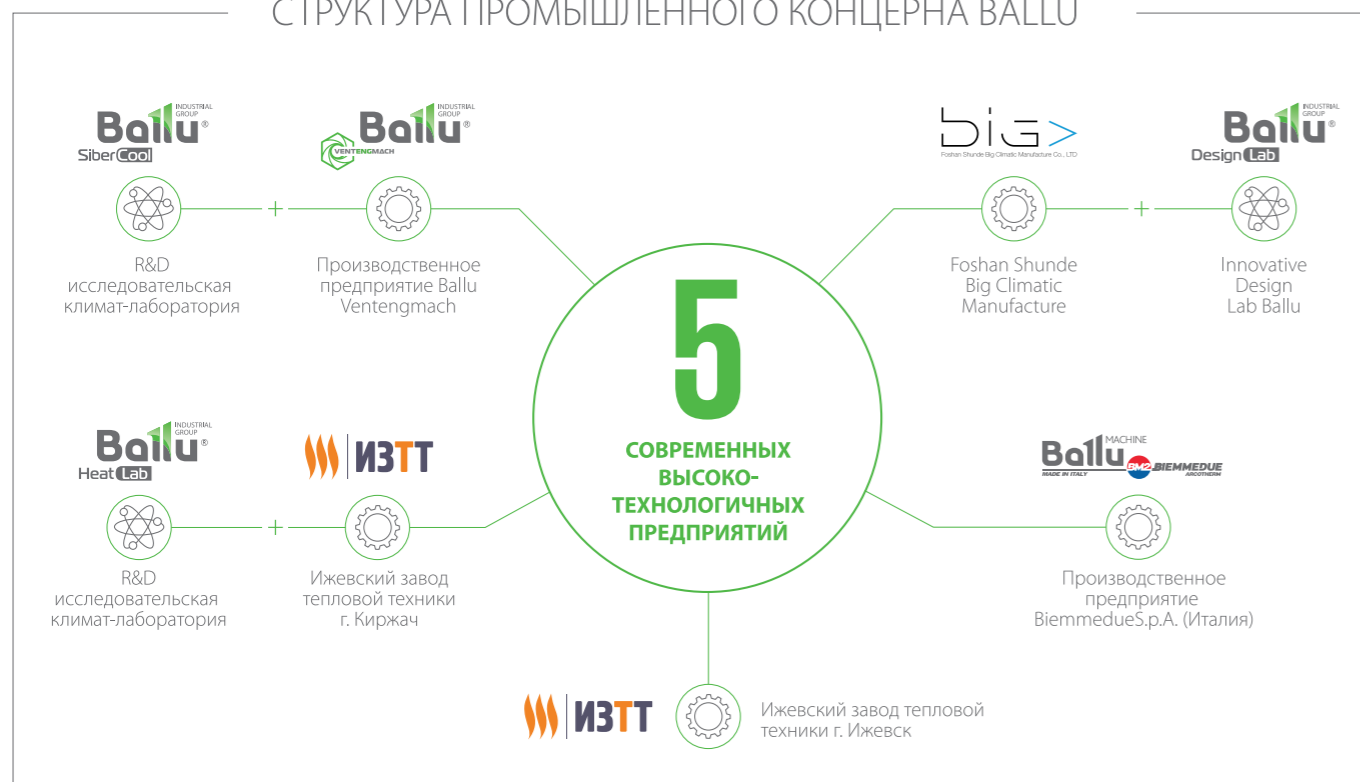 СТРУКТУРА ПРОМЫШЛЕННОГО КОНЦЕРНА BALLU
INDUSTRIAL
GROUP
Ballu®
SiberCool
R&D
исследовательская
климат-лаборатория
+
INDUSTRIAL
GROUP
Ballu®
VENTENGMACH
Производственное
предприятие Ballu
Ventengmach
BIG>
Foshan Shunde Big Climatic Manufacture Co., LTD
Foshan Shunde
Big Climatic
Manufacture
+
INDUSTRIAL
GROUP
Ballu®
Design Lab
Innovative
Design
Lab Ballu
5
СОВРЕМЕННЫХ
ВЫСОКО-
ТЕХНОЛОГИЧНЫХ
ПРЕДПРИЯТИЙ
INDUSTRIAL
GROUP
Ballu®
Heat Lab
R&D
исследовательская
климат-лаборатория
+
ИЗТТ
Ижевский завод
тепловой техники
г. Киржач
MACHINE
Ballu
MADE IN ITALY
BM2 BIEMMEDUE
ARCOTHERM
Производственное
предприятие
BiemmedueS.p.A. (Италия)
ИЗТТ
Ижевский завод тепловой
техники г. Ижевск